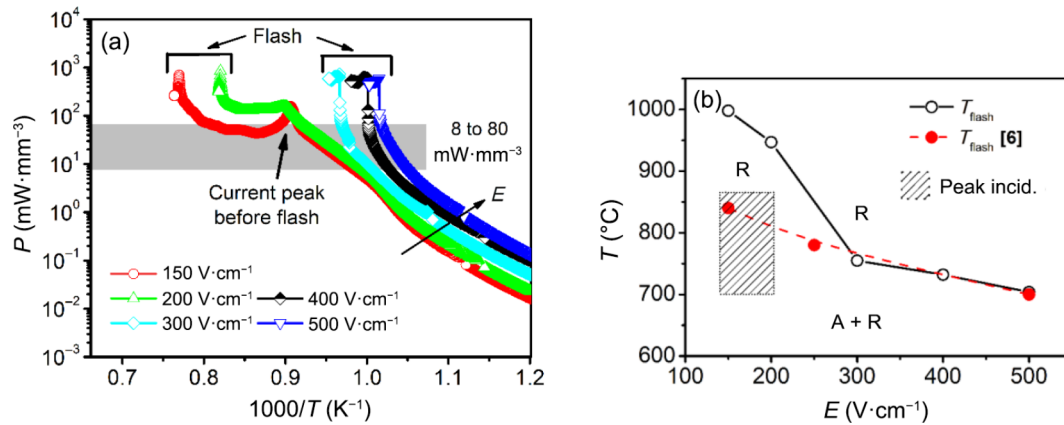 (a)
Flash
8 to 80
mW·mm⁻³
Current peak
before flash
E
150 V·cm⁻¹
200 V·cm⁻¹
300 V·cm⁻¹
400 V·cm⁻¹
500 V·cm⁻¹
P (mW·mm⁻³)
10⁴
10³
10²
10¹
10⁰
10⁻¹
10⁻²
10⁻³
0.7 0.8 0.9 1.0 1.1 1.2
1000/T (K⁻¹)
(b)
T_flash
T_flash [6]
Peak incid.
R
R
A + R
T (°C)
1000
900
800
700
600
100 200 300 400 500
E (V·cm⁻¹)